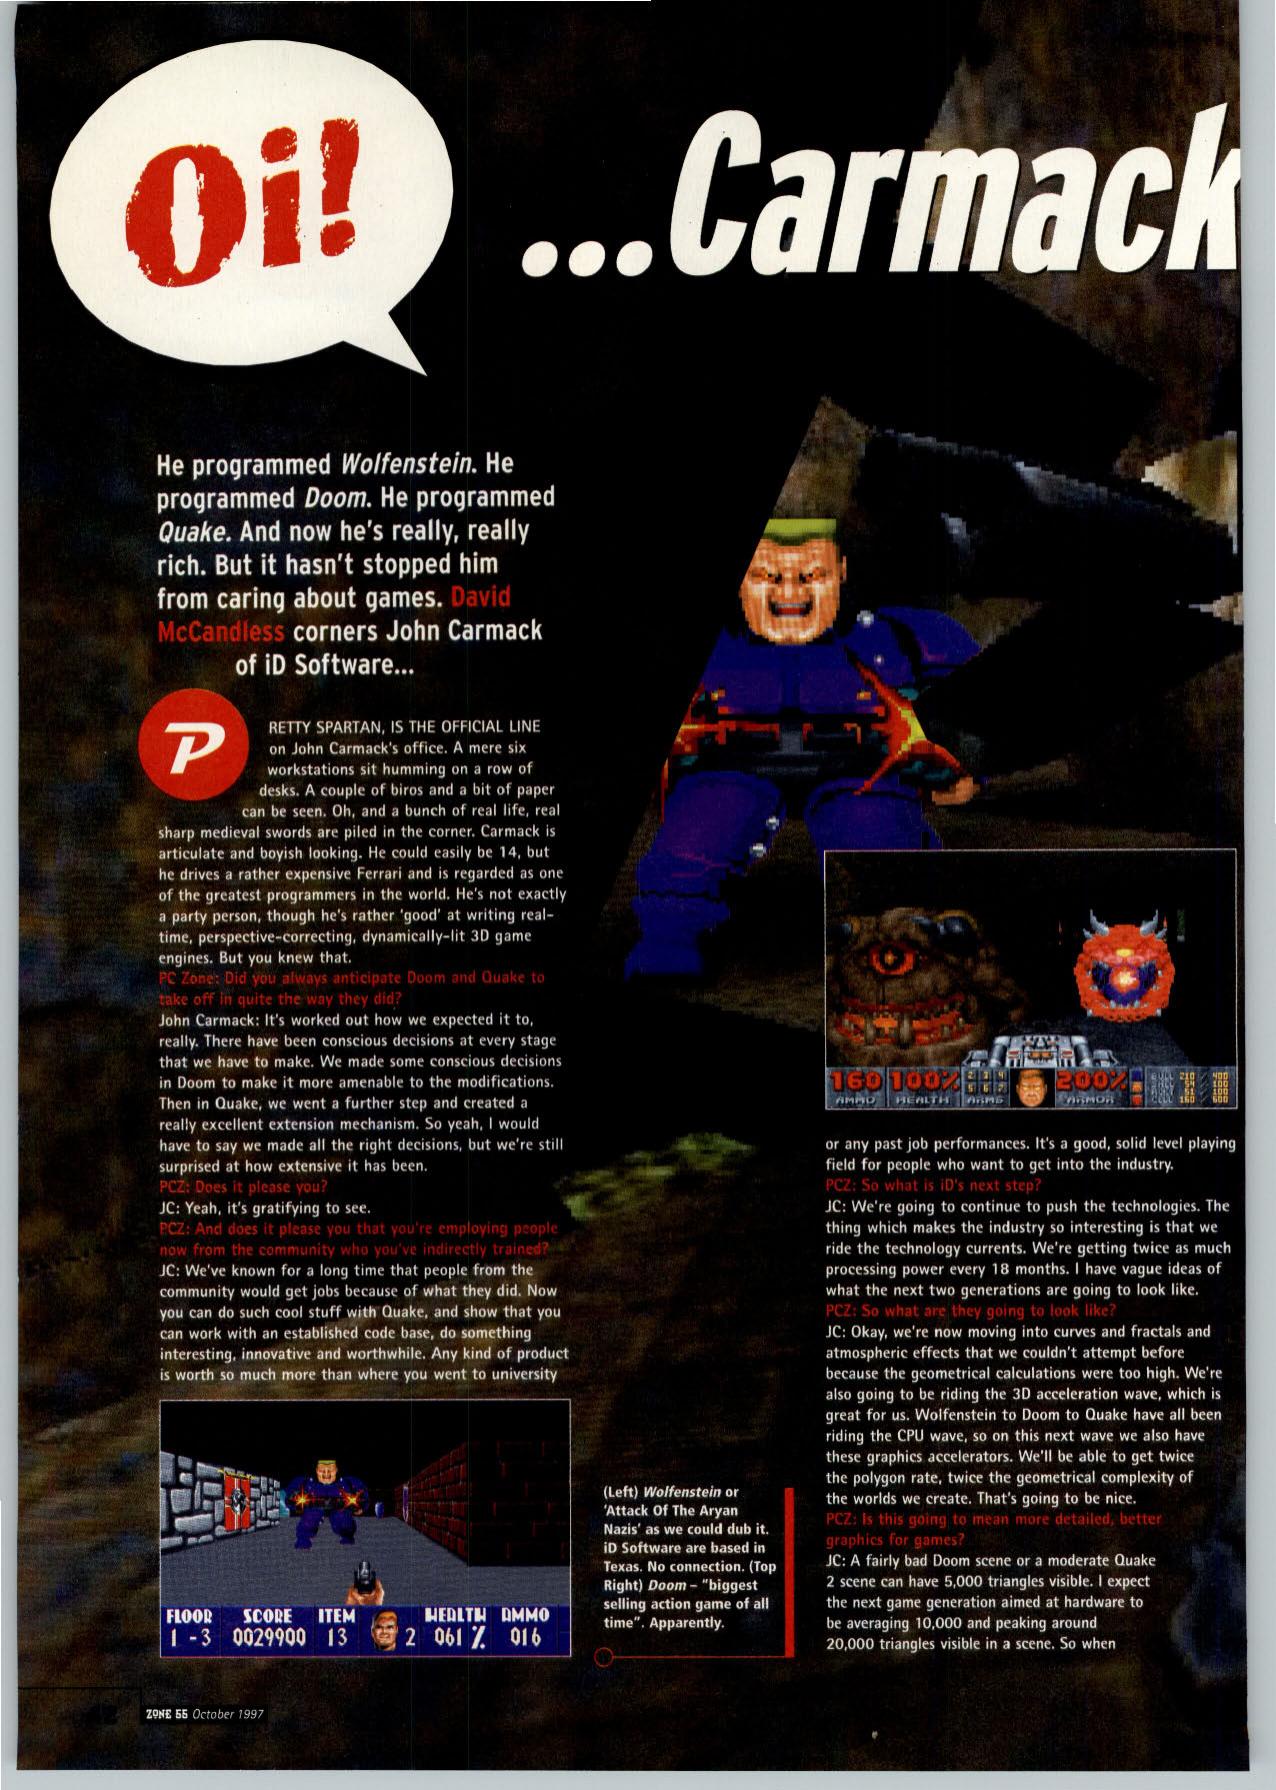 Oi!
...Carmack
He programmed Wolfenstein. He
programmed Doom. He programmed
Quake. And now he's really, really
rich. But it hasn't stopped him
from caring about games. David
McCandless corners John Carmack
of iD Software...
PRETTY SPARTAN, IS THE OFFICIAL LINE
on John Carmack's office. A mere six
workstations sit humming on a row of
desks. A couple of biros and a bit of paper
can be seen. Oh, and a bunch of real life, real
sharp medieval swords are piled in the corner. Carmack is
articulate and boyish looking. He could easily be 14, but
he drives a rather expensive Ferrari and is regarded as one
of the greatest programmers in the world. He's not exactly
a party person, though he's rather 'good' at writing real-
time, perspective-correcting, dynamically-lit 3D game
engines. But you knew that.
PC Zone: Did you always anticipate Doom and Quake to
take off in quite the way they did?
John Carmack: It's worked out how we expected it to,
really. There have been conscious decisions at every stage
that we have to make. We made some conscious decisions
in Doom to make it more amenable to the modifications.
Then in Quake, we went a further step and created a
really excellent extension mechanism. So yeah, I would
have to say we made all the right decisions, but we're still
surprised at how extensive it has been.
PCZ: Does it please you?
JC: Yeah, it's gratifying to see.
PCZ: And does it please you that you're employing people
now from the community who you've indirectly trained?
JC: We've known for a long time that people from the
community would get jobs because of what they did. Now
you can do such cool stuff with Quake, and show that you
can work with an established code base, do something
interesting, innovative and worthwhile. Any kind of product
is worth so much more than where you went to university
FLOOR SCORE ITEM HEALTH AMMO
1-3 0029900 13 2 061% 016
(Left) Wolfenstein or
'Attack Of The Aryan
Nazis' as we could dub it.
iD Software are based in
Texas. No connection. (Top
Right) Doom – "biggest
selling action game of all
time". Apparently.
160 100% 2 3 4 5 6 7 200%
AMMO HEALTH ARMS ARMOR
BULL 210 / 400
SHEL 54 / 100
RCKT 51 / 100
CELL 160 / 600
or any past job performances. It's a good, solid level playing
field for people who want to get into the industry.
PCZ: So what is iD's next step?
JC: We're going to continue to push the technologies. The
thing which makes the industry so interesting is that we
ride the technology currents. We're getting twice as much
processing power every 18 months. I have vague ideas of
what the next two generations are going to look like.
PCZ: So what are they going to look like?
JC: Okay, we're now moving into curves and fractals and
atmospheric effects that we couldn't attempt before
because the geometrical calculations were too high. We're
also going to be riding the 3D acceleration wave, which is
great for us. Wolfenstein to Doom to Quake have all been
riding the CPU wave, so on this next wave we also have
these graphics accelerators. We'll be able to get twice
the polygon rate, twice the geometrical complexity of
the worlds we create. That's going to be nice.
PCZ: Is this going to mean more detailed, better
graphics for games?
JC: A fairly bad Doom scene or a moderate Quake
2 scene can have 5,000 triangles visible. I expect
the next game generation aimed at hardware to
be averaging 10,000 and peaking around
20,000 triangles visible in a scene. So when
ZONE 55 October 1997